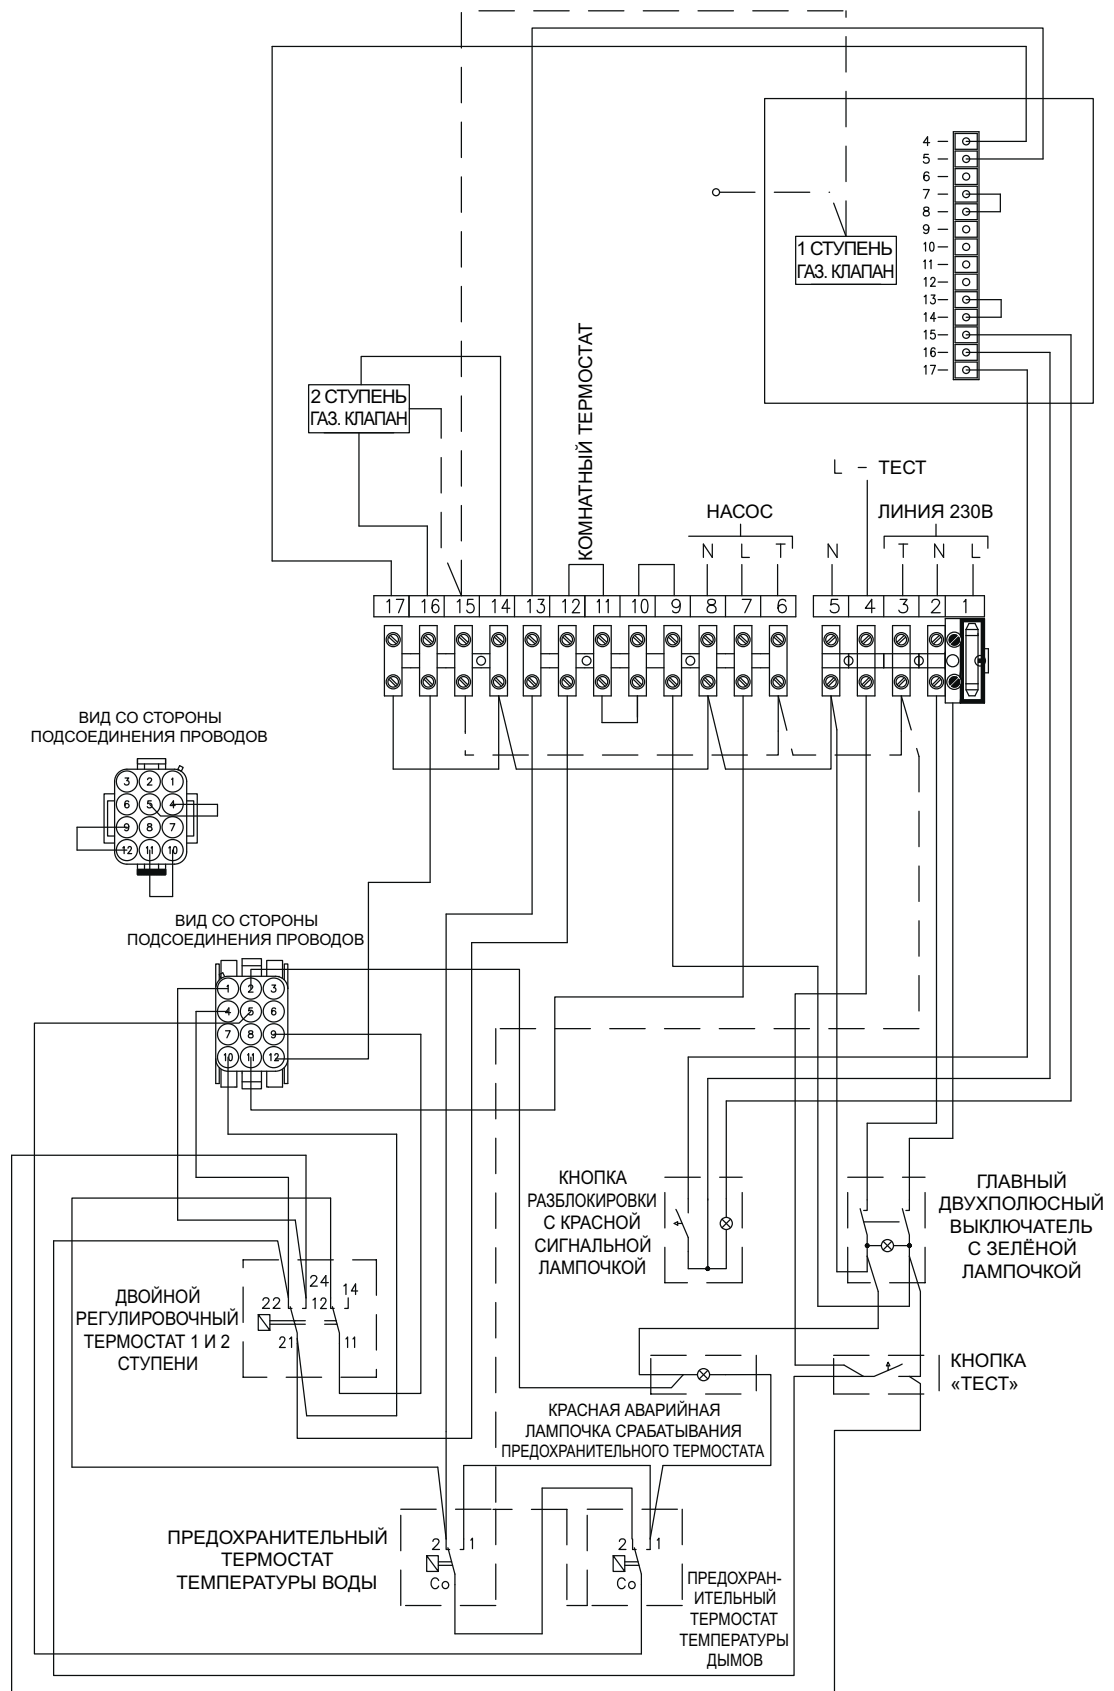 4
5
6
7
8
9
10
11
12
13
14
15
16
17
1 СТУПЕНЬ
ГАЗ. КЛАПАН
2 СТУПЕНЬ
ГАЗ. КЛАПАН
КОМНАТНЫЙ ТЕРМОСТАТ
L - ТЕСТ
НАСОС
ЛИНИЯ 230В
N L T N T N L
17 16 15 14 13 12 11 10 9 8 7 6 5 4 3 2 1
ВИД СО СТОРОНЫ
ПОДСОЕДИНЕНИЯ ПРОВОДОВ
3 2 1
6 5 4
9 8 7
12 11 10
ВИД СО СТОРОНЫ
ПОДСОЕДИНЕНИЯ ПРОВОДОВ
1 2 3
4 5 6
7 8 9
10 11 12
КНОПКА
РАЗБЛОКИРОВКИ
С КРАСНОЙ
СИГНАЛЬНОЙ
ЛАМПОЧКОЙ
ГЛАВНЫЙ
ДВУХПОЛЮСНЫЙ
ВЫКЛЮЧАТЕЛЬ
С ЗЕЛЁНОЙ
ЛАМПОЧКОЙ
ДВОЙНОЙ
РЕГУЛИРОВОЧНЫЙ
ТЕРМОСТАТ 1 И 2
СТУПЕНИ
24
14
22 12
21 11
КНОПКА
«ТЕСТ»
КРАСНАЯ АВАРИЙНАЯ
ЛАМПОЧКА СРАБАТЫВАНИЯ
ПРЕДОХРАНИТЕЛЬНОГО ТЕРМОСТАТА
ПРЕДОХРАНИТЕЛЬНЫЙ
ТЕРМОСТАТ
ТЕМПЕРАТУРЫ ВОДЫ
2 1
Co
2 1
Co
ПРЕДОХРАН-
ИТЕЛЬНЫЙ
ТЕРМОСТАТ
ТЕМПЕРАТУРЫ
ДЫМОВ